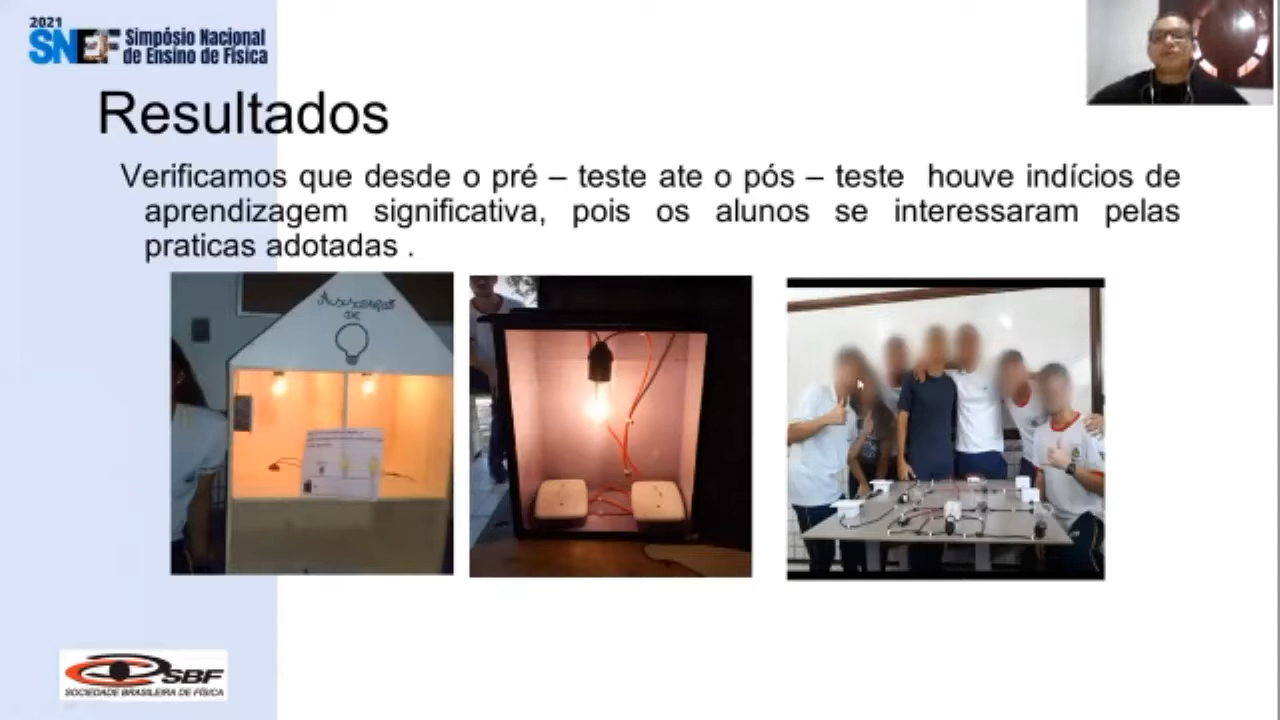 2021
SNEF Simpósio Nacional
de Ensino de Física
Resultados
Verificamos que desde o pré – teste ate o pós – teste houve indícios de
aprendizagem significativa, pois os alunos se interessaram pelas
praticas adotadas .
SBF
SOCIEDADE BRASILEIRA DE FÍSICA